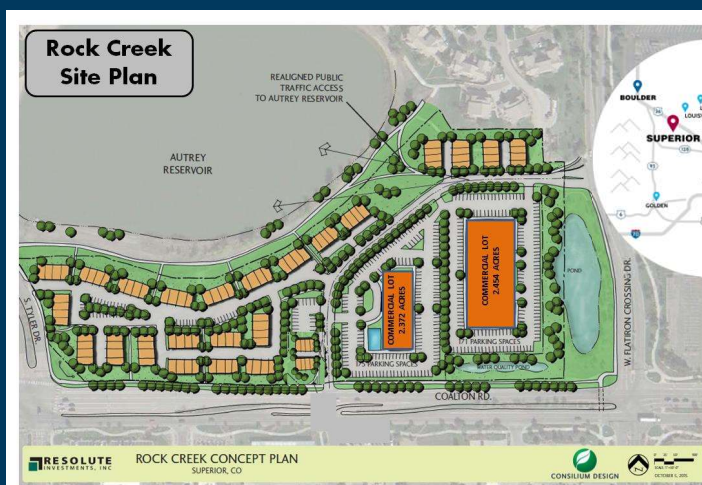 Rock Creek
Site Plan
REALIGNED PUBLIC
TRAFFIC ACCESS
TO AUTREY RESERVOIR
BOULDER
SUPERIOR
GOLDEN
AUTREY
RESERVOIR
S. TYLER DR.
COMMERCIAL LOT
2.372 ACRES
COMMERCIAL LOT
2.454 ACRES
POND
W. FLATIRON CROSSING DR.
171 PARKING SPACES
175 PARKING SPACES
WATER QUALITY POND
COALTON RD.
RESOLUTE
INVESTMENTS, INC
ROCK CREEK CONCEPT PLAN
SUPERIOR, CO
CONSILIUM DESIGN